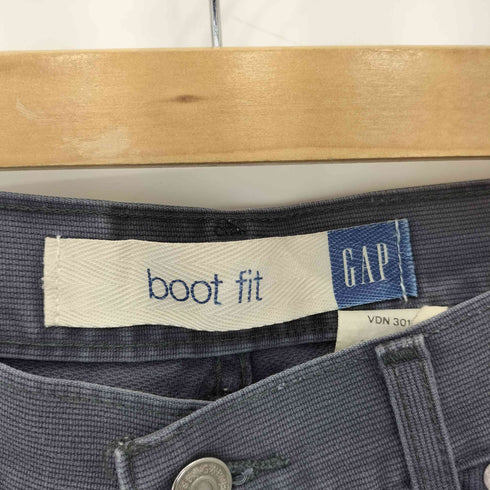 boot fit
GAP
VDN 301